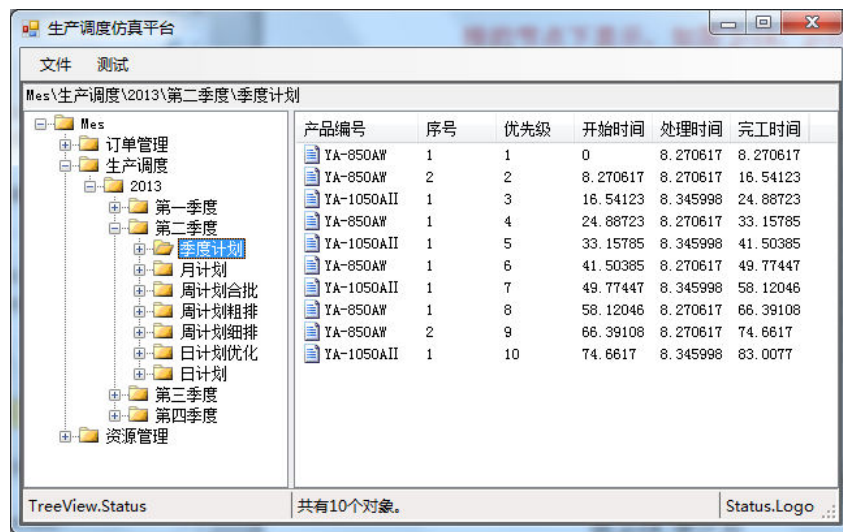 生产调度仿真平台
文件 测试
Mes\生产调度\2013\第二季度\季度计划
Mes
订单管理
生产调度
2013
第一季度
第二季度
季度计划
月计划
周计划合批
周计划粗排
周计划细排
日计划优化
日计划
第三季度
第四季度
资源管理
产品编号 序号 优先级 开始时间 处理时间 完工时间
YA-850AW 1 1 0 8.270617 8.270617
YA-850AW 2 2 8.270617 8.270617 16.54123
YA-1050AII 1 3 16.54123 8.345998 24.88723
YA-850AW 1 4 24.88723 8.270617 33.15785
YA-1050AII 1 5 33.15785 8.345998 41.50385
YA-850AW 1 6 41.50385 8.270617 49.77447
YA-1050AII 1 7 49.77447 8.345998 58.12046
YA-850AW 1 8 58.12046 8.270617 66.39108
YA-850AW 2 9 66.39108 8.270617 74.6617
YA-1050AII 1 10 74.6617 8.345998 83.0077
TreeView.Status 共有10个对象。 Status.Logo